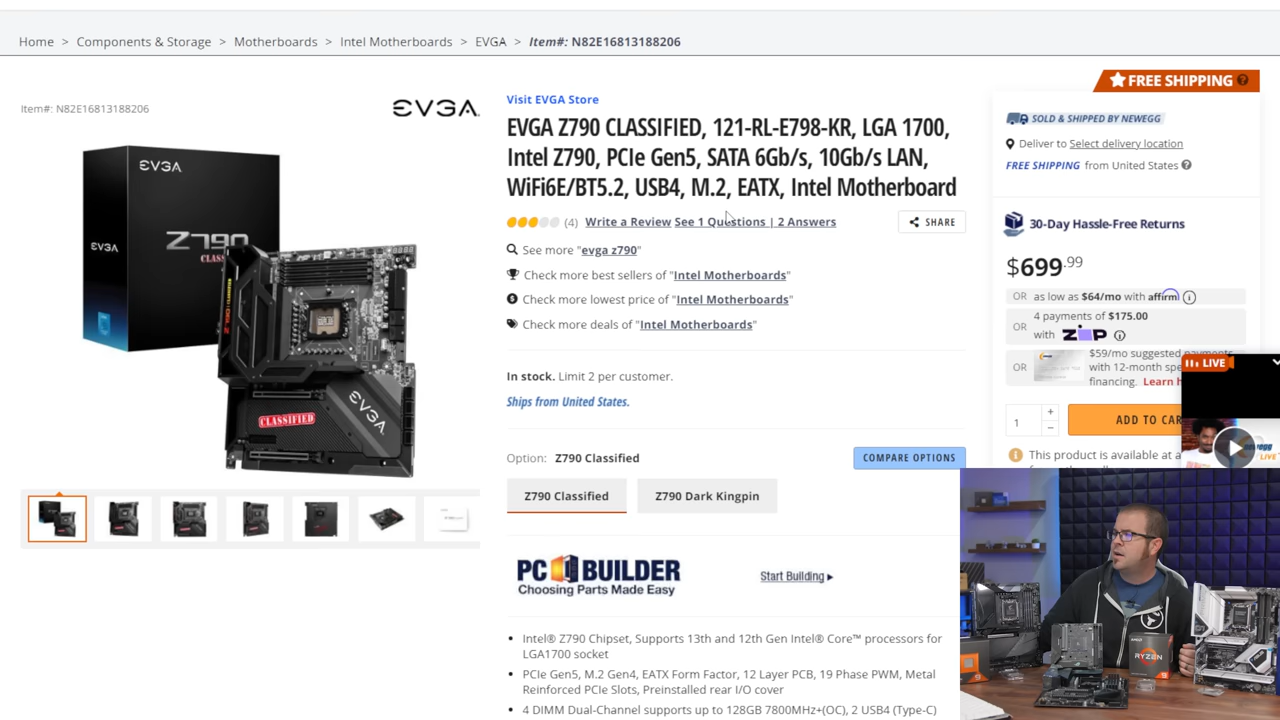 Home > Components & Storage > Motherboards > Intel Motherboards > EVGA > Item#: N82E16813188206
FREE SHIPPING ?
Item#: N82E16813188206
EVGA
Visit EVGA Store
EVGA Z790 CLASSIFIED, 121-RL-E798-KR, LGA 1700,
Intel Z790, PCIe Gen5, SATA 6Gb/s, 10Gb/s LAN,
WiFi6E/BT5.2, USB4, M.2, EATX, Intel Motherboard
(4) Write a Review See 1 Questions | 2 Answers
SHARE
See more "evga z790"
Check more best sellers of "Intel Motherboards"
Check more lowest price of "Intel Motherboards"
Check more deals of "Intel Motherboards"
In stock. Limit 2 per customer.
Ships from United States.
Option: Z790 Classified
COMPARE OPTIONS
Z790 Classified
Z790 Dark Kingpin
PC BUILDER
Choosing Parts Made Easy
Start Building
• Intel® Z790 Chipset, Supports 13th and 12th Gen Intel® Core™ processors for
LGA1700 socket
• PCIe Gen5, M.2 Gen4, EATX Form Factor, 12 Layer PCB, 19 Phase PWM, Metal
Reinforced PCIe Slots, Preinstalled rear I/O cover
• 4 DIMM Dual-Channel supports up to 128GB 7800MHz+(OC), 2 USB4 (Type-C)
SOLD & SHIPPED BY NEWEGG
Deliver to Select delivery location
FREE SHIPPING from United States ?
30-Day Hassle-Free Returns
$699.99
OR as low as $64/mo with affirm
OR 4 payments of $175.00
with ZIP
OR $59/mo suggested payments
with 12-month spe
financing. Learn
1 + −
ADD TO CAR
This product is available at a
LIVE
LIVE
EVGA
EVGA
Z790
CLASS
EVGA
CLASSIFIED
AMD
RYZEN
9